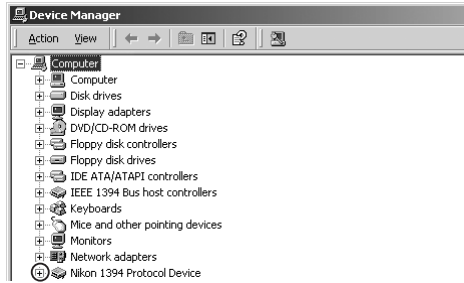 Device Manager
Action View
Computer
Computer
Disk drives
Display adapters
DVD/CD-ROM drives
Floppy disk controllers
Floppy disk drives
IDE ATA/ATAPI controllers
IEEE 1394 Bus host controllers
Keyboards
Mice and other pointing devices
Monitors
Network adapters
Nikon 1394 Protocol Device